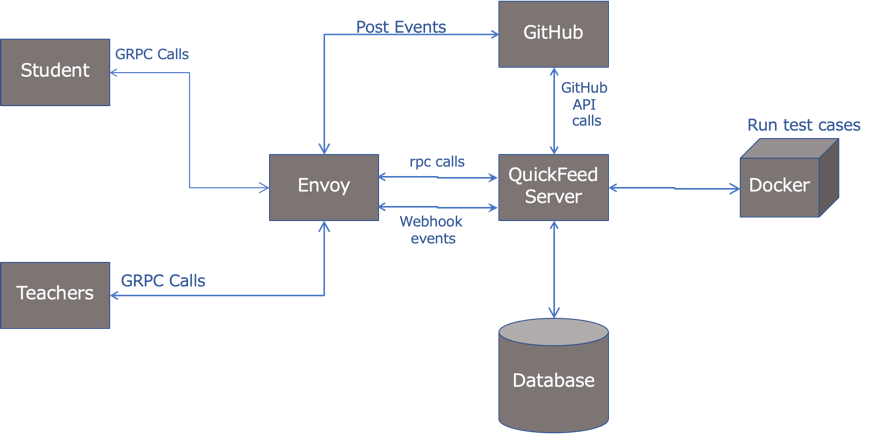 Post Events
GitHub
GRPC Calls
Student
GitHub
API
calls
Run test cases
rpc calls
Envoy
QuickFeed
Server
Docker
Webhook
events
GRPC Calls
Teachers
Database